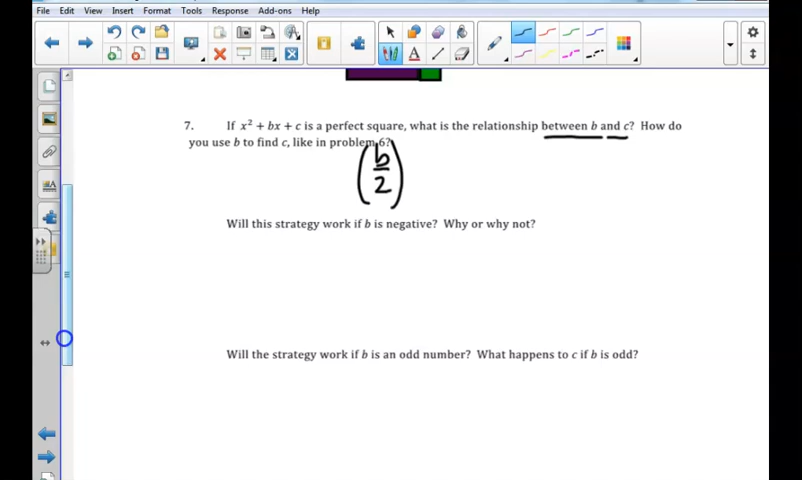 File Edit View Insert Format Tools Response Add-ons Help
7. If x² + bx + c is a perfect square, what is the relationship between b and c? How do
you use b to find c, like in problem 6?
(b/2)
Will this strategy work if b is negative? Why or why not?
Will the strategy work if b is an odd number? What happens to c if b is odd?